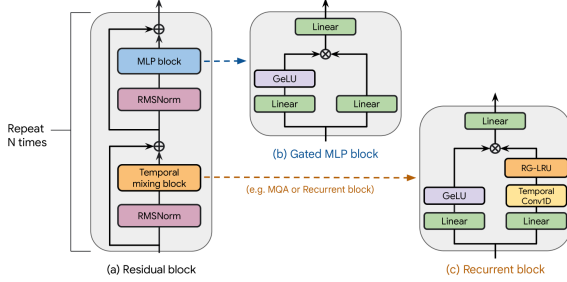 Repeat
N times
MLP block
RMSNorm
Temporal
mixing block
RMSNorm
(a) Residual block
Linear
GeLU
Linear
Linear
(b) Gated MLP block
(e.g. MQA or Recurrent block)
Linear
RG-LRU
GeLU
Temporal
Conv1D
Linear
Linear
(c) Recurrent block